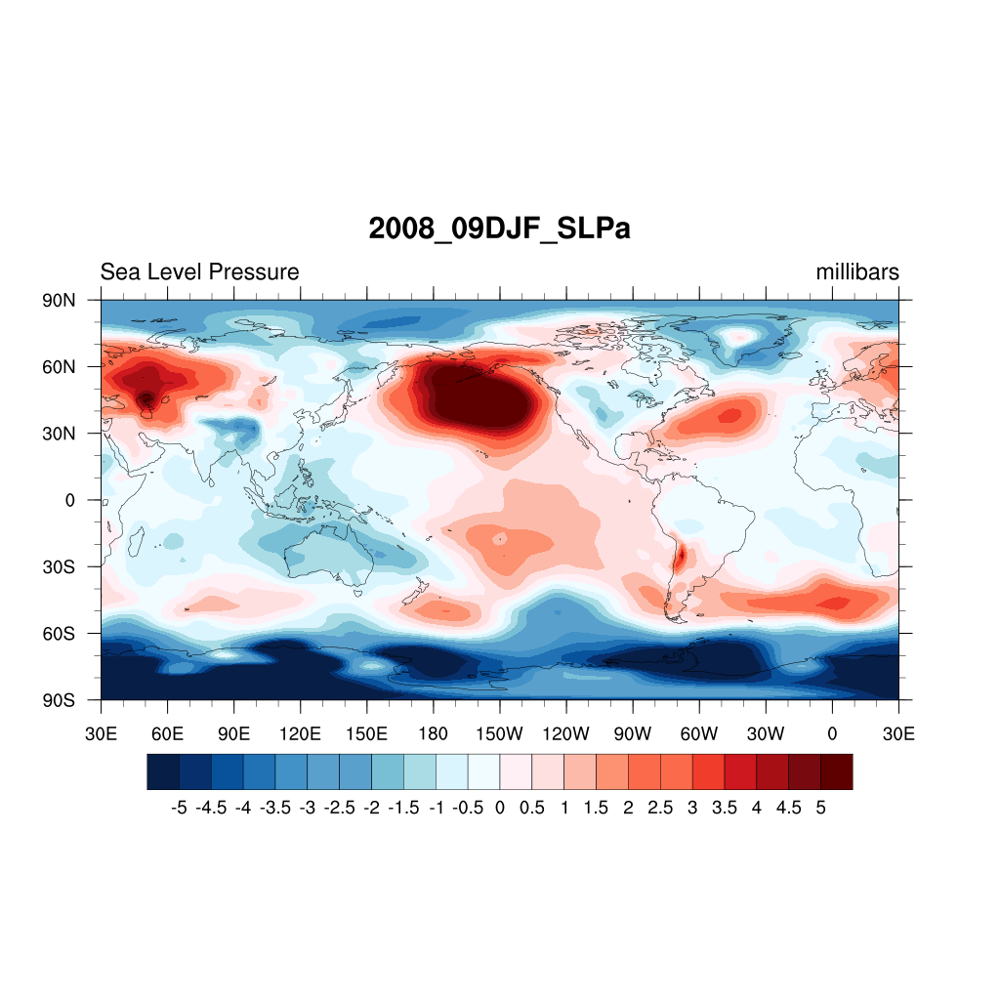 2008_09DJF_SLPa
Sea Level Pressure
millibars
90N
60N
30N
0
30S
60S
90S
30E 60E 90E 120E 150E 180 150W 120W 90W 60W 30W 0 30E
-5 -4.5 -4 -3.5 -3 -2.5 -2 -1.5 -1 -0.5 0 0.5 1 1.5 2 2.5 3 3.5 4 4.5 5